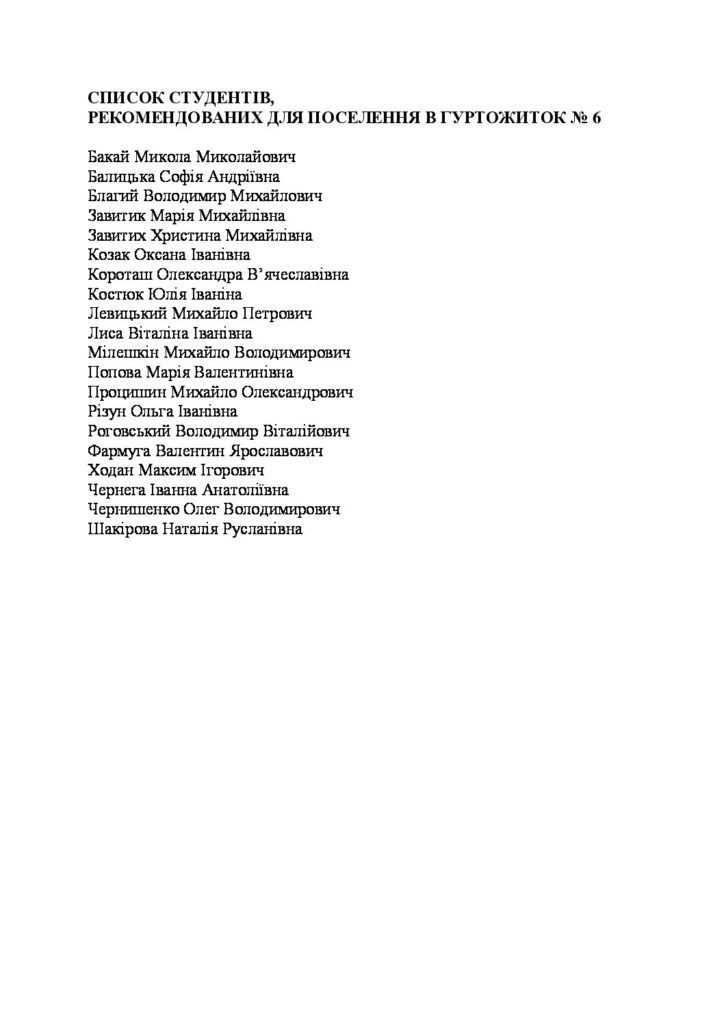 СПИСОК СТУДЕНТІВ,
РЕКОМЕНДОВАНИХ ДЛЯ ПОСЕЛЕННЯ В ГУРТОЖИТОК № 6
Бакай Микола Миколайович
Балицька Софія Андріївна
Благий Володимир Михайлович
Завитик Марія Михайлівна
Завитих Христина Михайлівна
Козак Оксана Іванівна
Короташ Олександра В’ячеславівна
Костюк Юлія Іваніна
Левицький Михайло Петрович
Лиса Віталіна Іванівна
Мілешкін Михайло Володимирович
Попова Марія Валентинівна
Процишин Михайло Олександрович
Різун Ольга Іванівна
Роговський Володимир Віталійович
Фармуга Валентин Ярославович
Ходан Максим Ігорович
Чернега Іванна Анатоліївна
Чернишенко Олег Володимирович
Шакірова Наталія Русланівна